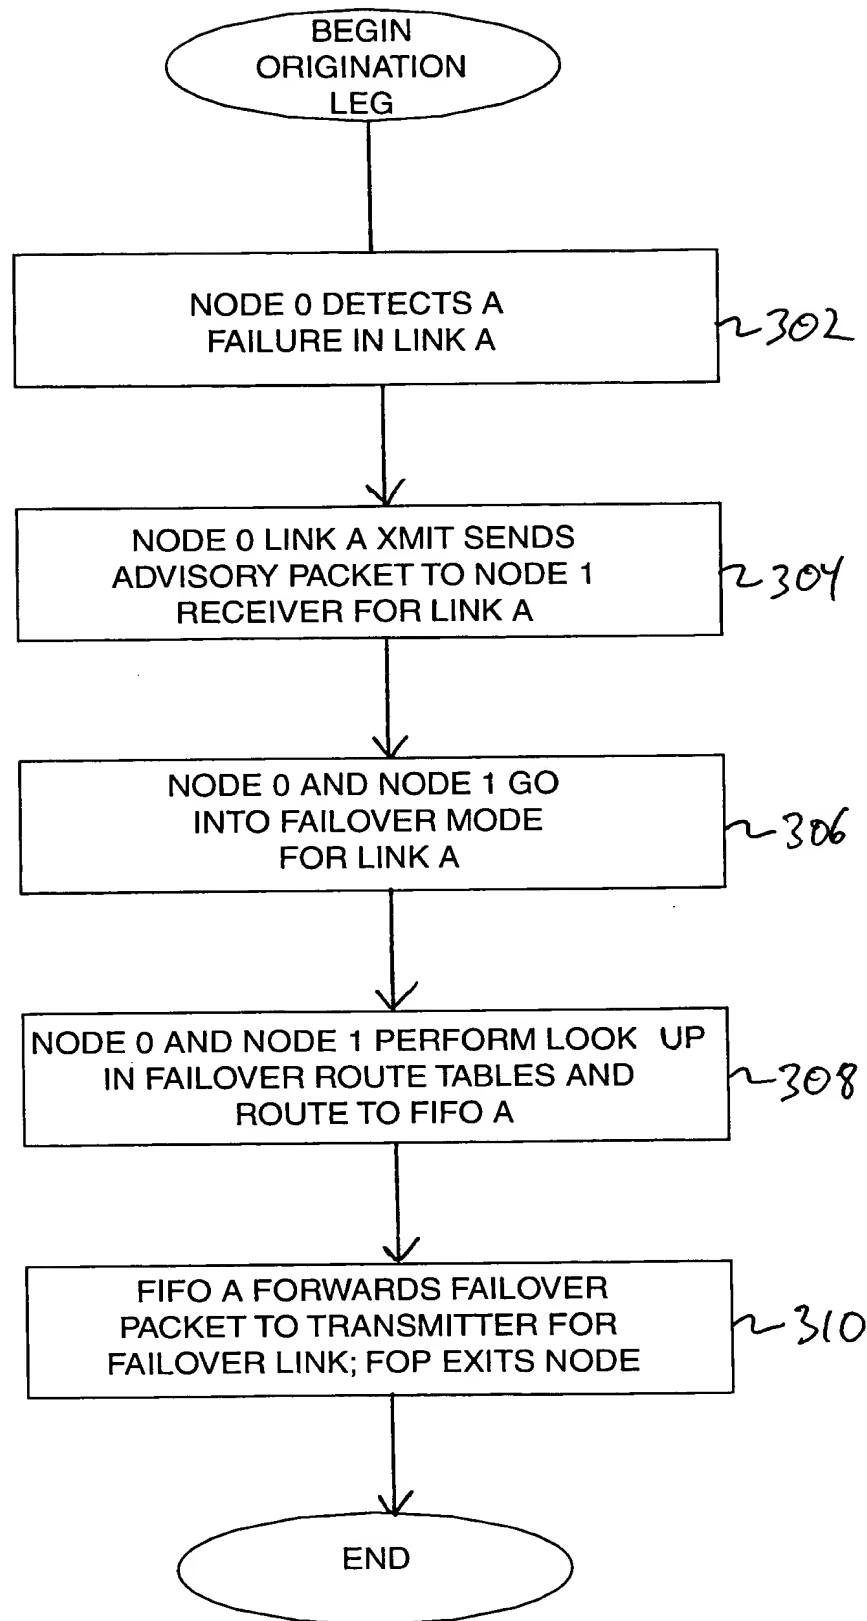 BEGIN
ORIGINATION
LEG
NODE 0 DETECTS A
FAILURE IN LINK A
302
NODE 0 LINK A XMIT SENDS
ADVISORY PACKET TO NODE 1
RECEIVER FOR LINK A
304
NODE 0 AND NODE 1 GO
INTO FAILOVER MODE
FOR LINK A
306
NODE 0 AND NODE 1 PERFORM LOOK UP
IN FAILOVER ROUTE TABLES AND
ROUTE TO FIFO A
308
FIFO A FORWARDS FAILOVER
PACKET TO TRANSMITTER FOR
FAILOVER LINK; FOP EXITS NODE
310
END